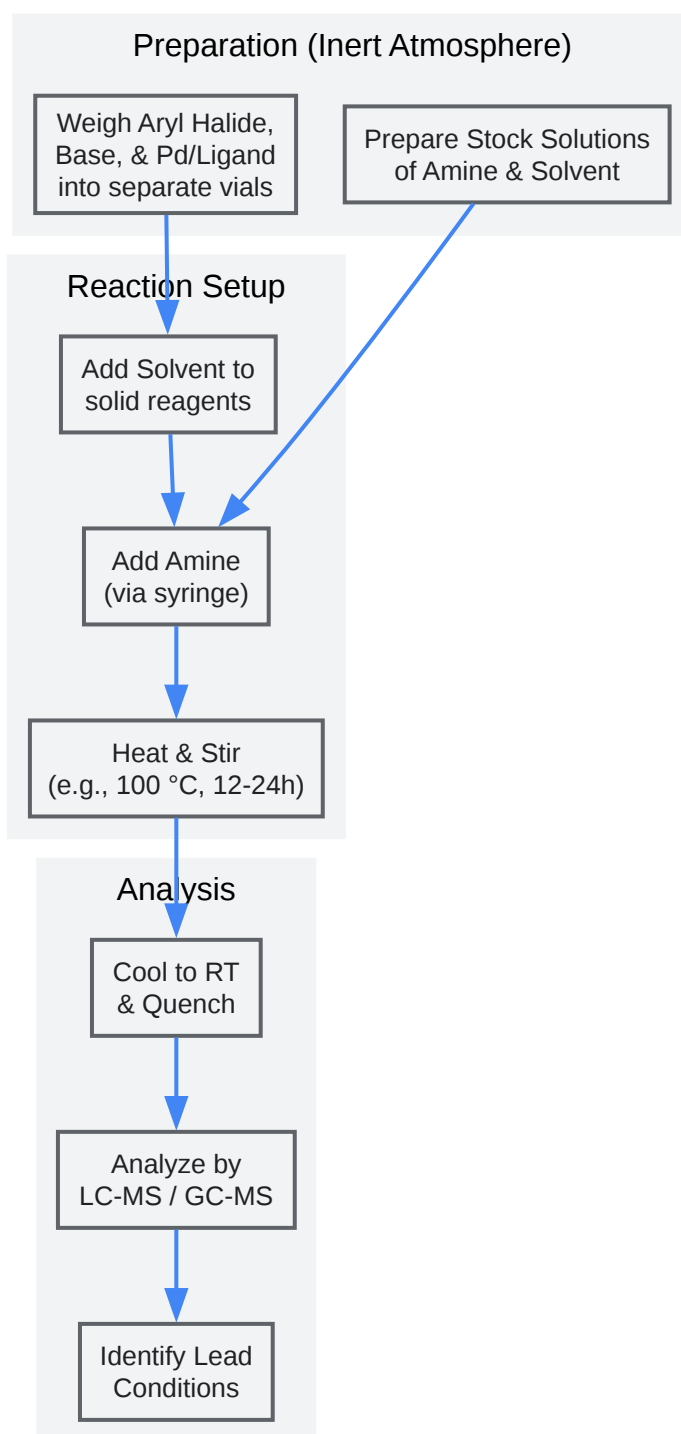 Preparation (Inert Atmosphere)
Weigh Aryl Halide,
Base, & Pd/Ligand
into separate vials
Prepare Stock Solutions
of Amine & Solvent
Reaction Setup
Add Solvent to
solid reagents
Add Amine
(via syringe)
Heat & Stir
(e.g., 100 °C, 12-24h)
Analysis
Cool to RT
& Quench
Analyze by
LC-MS / GC-MS
Identify Lead
Conditions